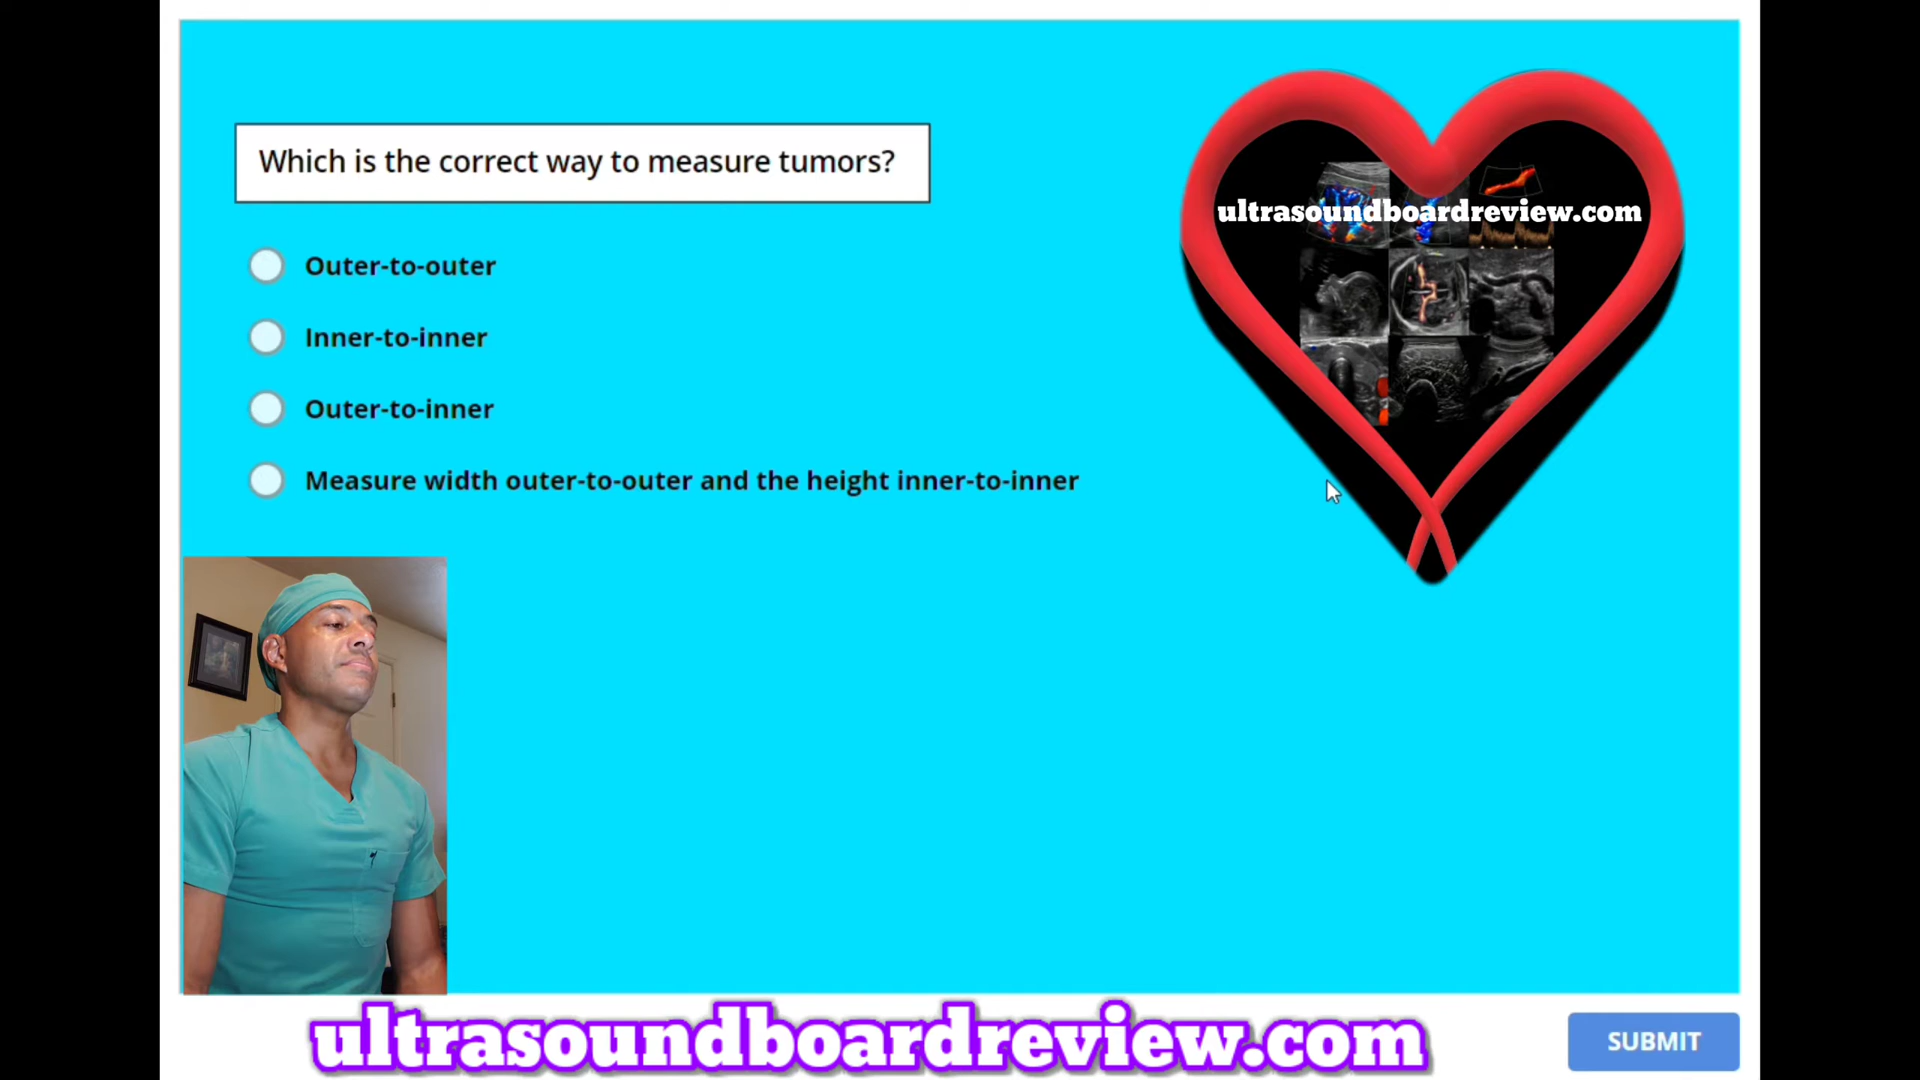 Which is the correct way to measure tumors?
ultrasoundboardreview.com
Outer-to-outer
Inner-to-inner
Outer-to-inner
Measure width outer-to-outer and the height inner-to-inner
ultrasoundboardreview.com
SUBMIT